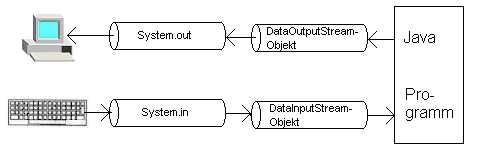 System.out
DataOutputStream-
Objekt
Java
System.in
DataInputStream-
Objekt
Pro-
gramm